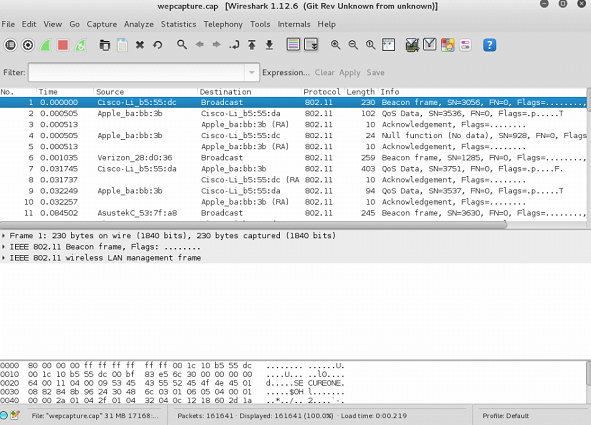 wepcapture.cap   [Wireshark 1.12.6  (Git Rev Unknown from unknown)]
File Edit View Go Capture Analyze Statistics Telephony Tools Internals Help
Filter: Expression... Clear Apply Save
No. Time Source Destination Protocol Length Info
1 0.000000 Cisco-Li_b5:55:dc Broadcast 802.11 230 Beacon frame, SN=3056, FN=0, Flags=........,
2 0.000505 Apple_ba:bb:3b Cisco-Li_b5:55:da 802.11 102 QoS Data, SN=3536, FN=0, Flags=.p.....T
3 0.000513 Apple_ba:bb:3b (RA) 802.11 10 Acknowledgement, Flags=........
4 0.000505 Apple_ba:bb:3b Cisco-Li_b5:55:dc 802.11 24 Null function (No data), SN=928, FN=0, Flags
5 0.000513 Apple_ba:bb:3b (RA) 802.11 10 Acknowledgement, Flags=........
6 0.001035 Verizon_28:d0:36 Broadcast 802.11 259 Beacon frame, SN=1285, FN=0, Flags=........,
7 0.031745 Cisco-Li_b5:55:da Apple_ba:bb:3b 802.11 403 QoS Data, SN=3751, FN=0, Flags=.p....F.
8 0.031737 Cisco-Li_b5:55:dc (RA 802.11 10 Acknowledgement, Flags=........
9 0.032249 Apple_ba:bb:3b Cisco-Li_b5:55:da 802.11 94 QoS Data, SN=3537, FN=0, Flags=.p.....T
10 0.032257 Apple_ba:bb:3b (RA) 802.11 10 Acknowledgement, Flags=........
11 0.084502 AsustekC_53:7f:a8 Broadcast 802.11 245 Beacon frame, SN=3630, FN=0, Flags=........,
Frame 1: 230 bytes on wire (1840 bits), 230 bytes captured (1840 bits)
IEEE 802.11 Beacon frame, Flags: ........
IEEE 802.11 wireless LAN management frame
0000 80 00 00 00 ff ff ff ff ff ff 00 1c 10 b5 55 dc ........ ......U.
0010 00 1c 10 b5 55 dc 00 bf 83 e5 6c 30 00 00 00 00 ....U... ..l0....
0020 64 00 11 04 00 09 53 45 43 55 52 45 4f 4e 45 01 d.....SE CUREONE.
0030 08 82 84 8b 96 24 30 48 6c 03 01 06 05 04 00 01 .....$0H l.......
0040 00 00 2a 01 04 2f 01 04 32 04 0c 12 18 60 2d 1a ..*../.. 2....`-.
File: "wepcapture.cap" 31 MB 17168:... Packets: 161641 · Displayed: 161641 (100.0%) · Load time: 0:00.219 Profile: Default